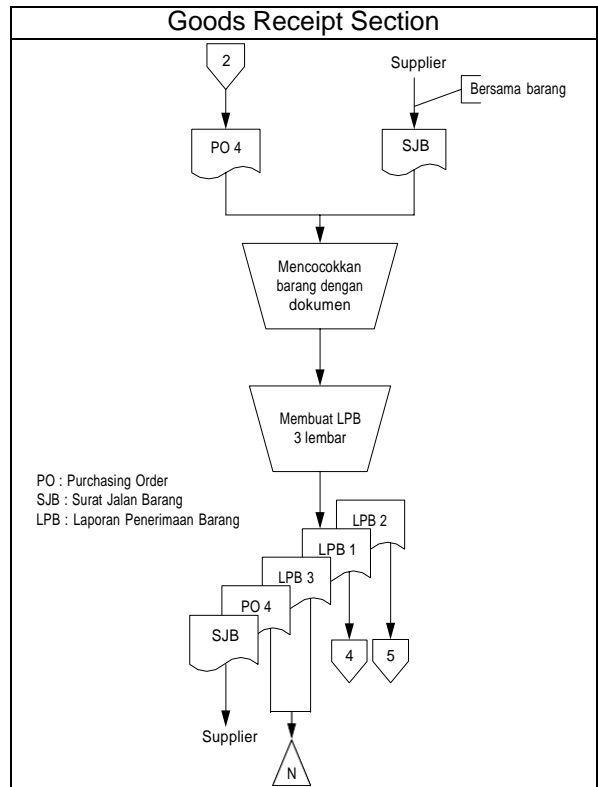 Goods Receipt Section
2
Supplier
Bersama barang
PO 4
SJB
Mencocokkan
barang dengan
dokumen
Membuat LPB
3 lembar
PO : Purchasing Order
SJB : Surat Jalan Barang
LPB : Laporan Penerimaan Barang
LPB 2
LPB 1
LPB 3
PO 4
SJB
4
5
Supplier
N